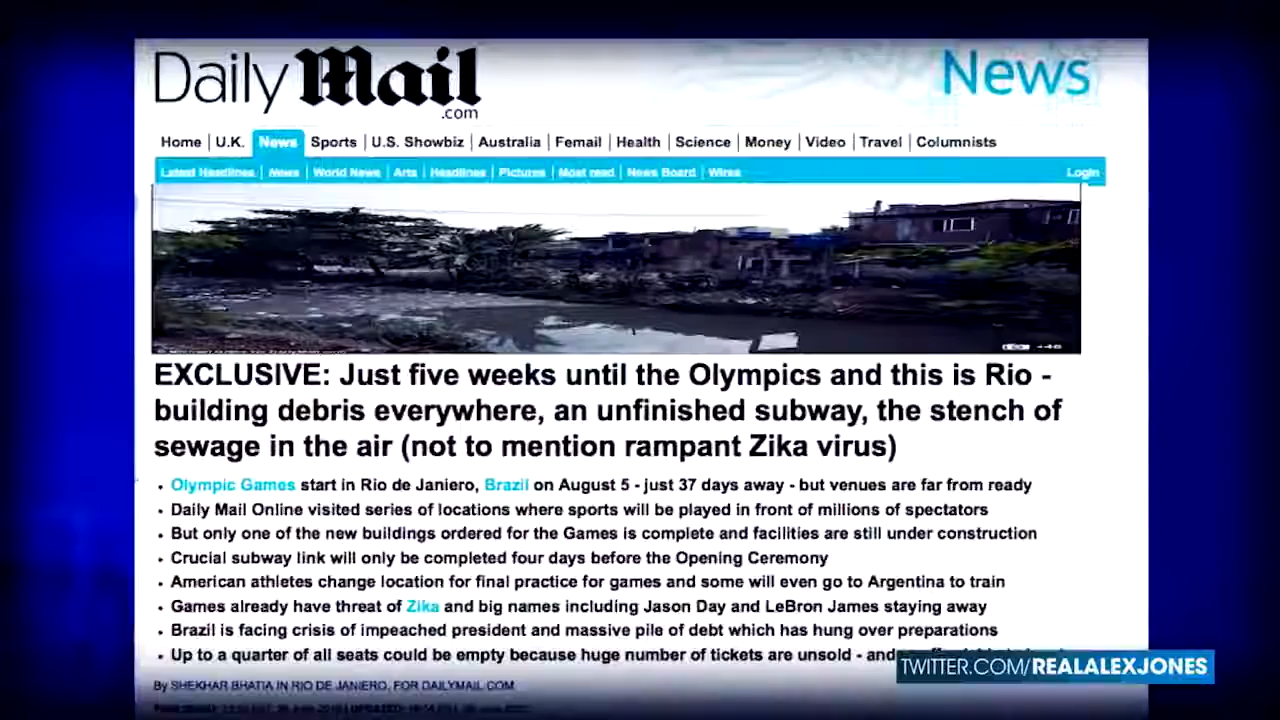 Daily Mail
.com
News
Home U.K. News Sports U.S. Showbiz Australia Femail Health Science Money Video Travel Columnists
Latest Headlines News World News Arts Headlines Pictures Most read News Board Wires Login
EXCLUSIVE: Just five weeks until the Olympics and this is Rio -
building debris everywhere, an unfinished subway, the stench of
sewage in the air (not to mention rampant Zika virus)
• Olympic Games start in Rio de Janiero, Brazil on August 5 - just 37 days away - but venues are far from ready
• Daily Mail Online visited series of locations where sports will be played in front of millions of spectators
• But only one of the new buildings ordered for the Games is complete and facilities are still under construction
• Crucial subway link will only be completed four days before the Opening Ceremony
• American athletes change location for final practice for games and some will even go to Argentina to train
• Games already have threat of Zika and big names including Jason Day and LeBron James staying away
• Brazil is facing crisis of impeached president and massive pile of debt which has hung over preparations
• Up to a quarter of all seats could be empty because huge number of tickets are unsold - and
TWITTER.COM/REALALEXJONES
By SHEKHAR BHATIA IN RIO DE JANIERO, FOR DAILYMAIL.COM